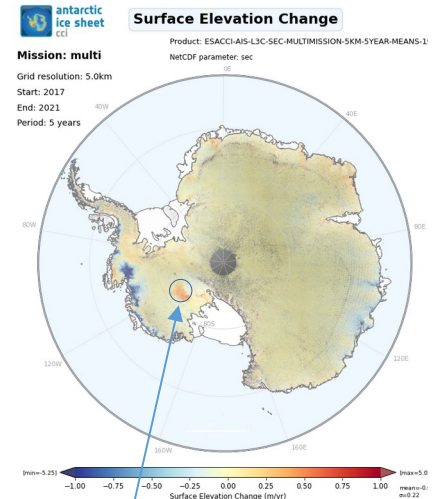 antarctic
ice sheet
cci
Surface Elevation Change
Product: ESACCI-AIS-L3C-SEC-MULTIMISSION-5KM-5YEAR-MEANS-1
Mission: multi
NetCDF parameter: sec
Grid resolution: 5.0km
Start: 2017
End: 2021
Period: 5 years
0E
40W
40E
80W
80E
80S
120W
120E
160W
160E
[min=-5.25]
[max=5.0
−1.00 −0.75 −0.50 −0.25 0.00 0.25 0.50 0.75 1.00
mean=-0.
Surface Elevation Change (m/yr)
σ=0.22